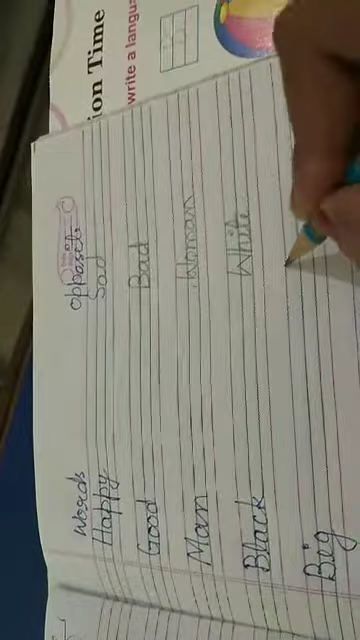 ion Time
write a langu
Words Opposite
Happy Sad
Good Bad
Man Woman
Black White
Big